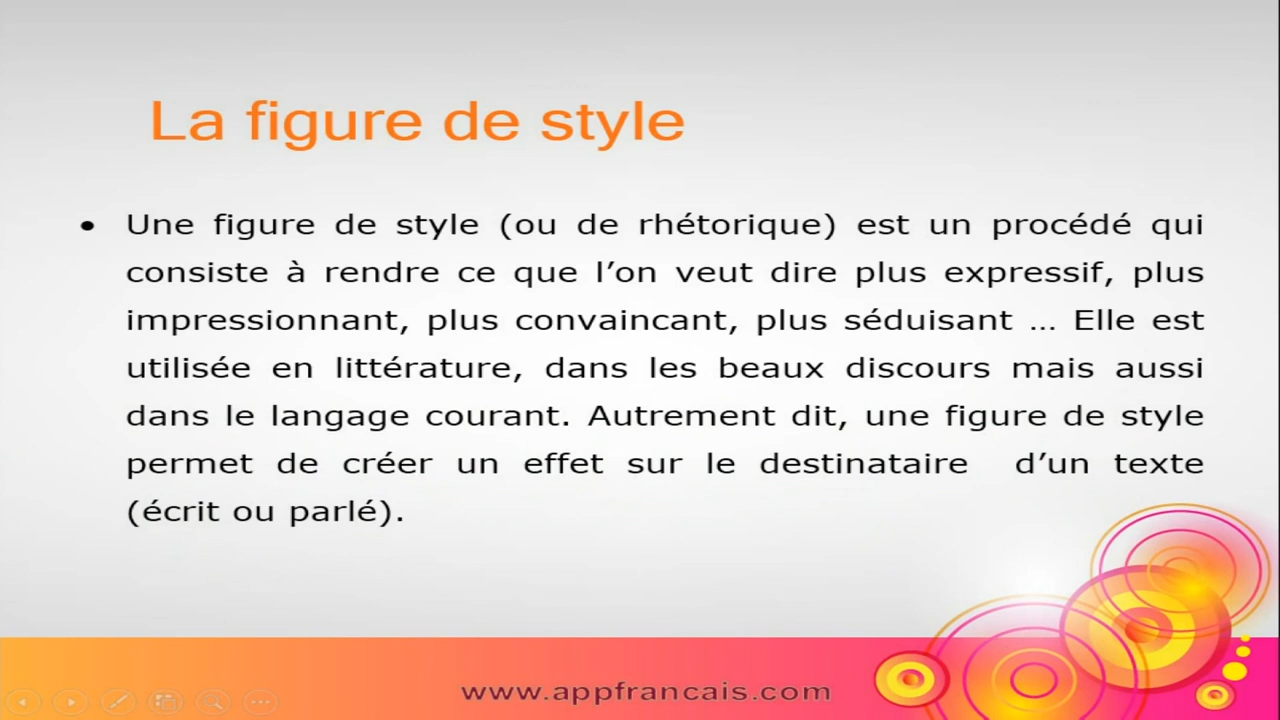 La figure de style
• Une figure de style (ou de rhétorique) est un procédé qui
consiste à rendre ce que l’on veut dire plus expressif, plus
impressionnant, plus convaincant, plus séduisant … Elle est
utilisée en littérature, dans les beaux discours mais aussi
dans le langage courant. Autrement dit, une figure de style
permet de créer un effet sur le destinataire d’un texte
(écrit ou parlé).
www.appfrancais.com